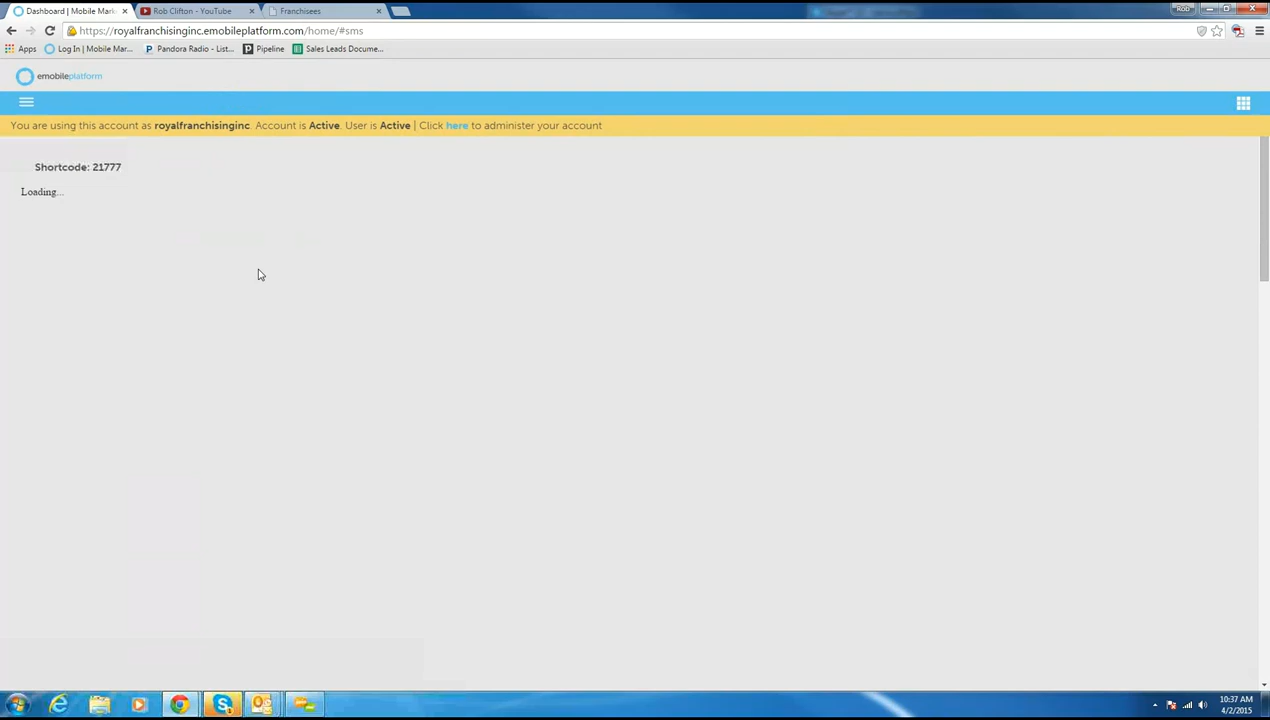 Dashboard | Mobile Mark
Rob Clifton - YouTube
Franchisees
ROD
https://royalfranchisinginc.emobileplatform.com/home/#sms
Apps
Log In | Mobile Mar...
Pandora Radio - List...
Pipeline
Sales Leads Docume...
emobileplatform
You are using this account as royalfranchisinginc. Account is Active. User is Active | Click here to administer your account
Shortcode: 21777
Loading...
10:37 AM
4/2/2015